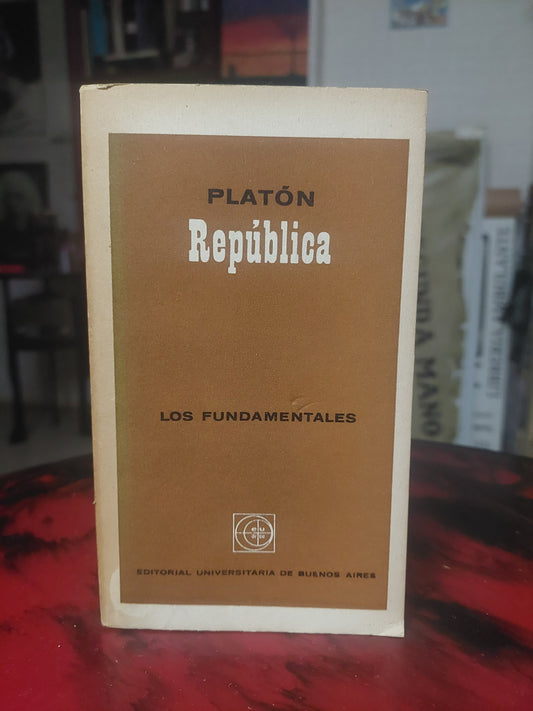 PLATÓN
República
LOS FUNDAMENTALES
EDITORIAL UNIVERSITARIA DE BUENOS AIRES